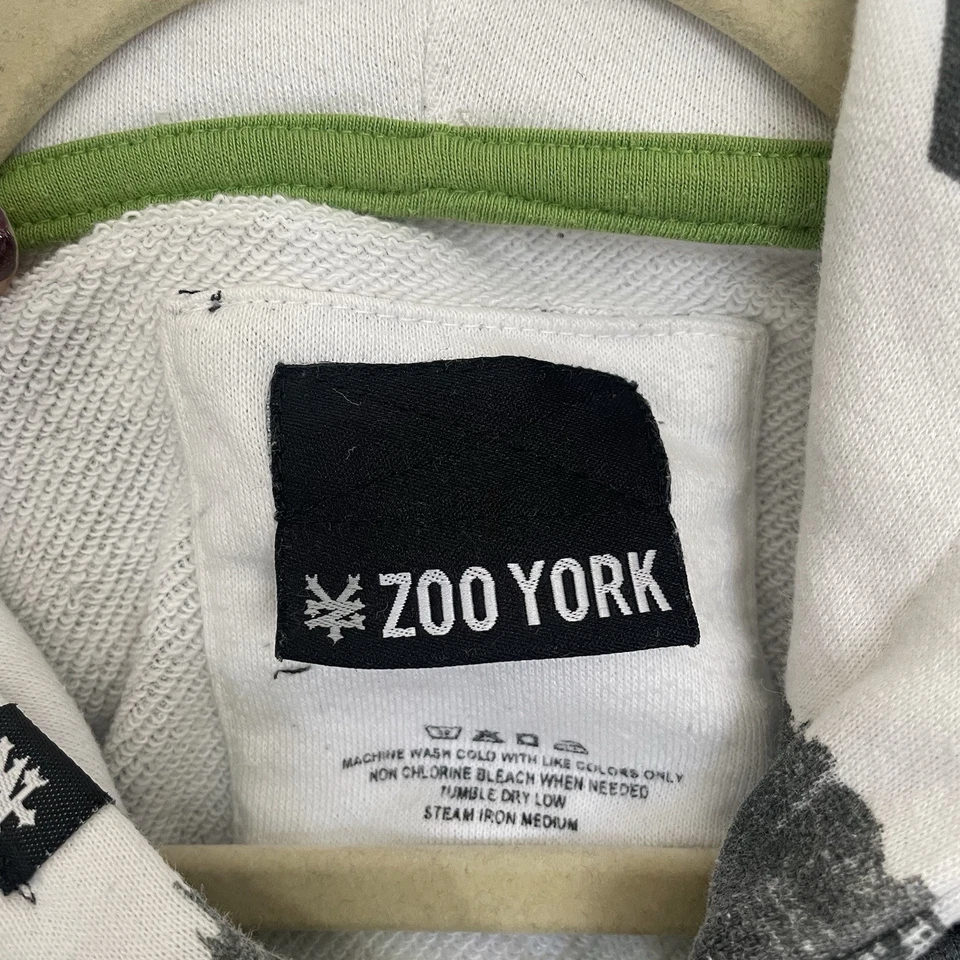 ZOO YORK
MACHINE WASH COLD WITH LIKE COLORS ONLY
NON CHLORINE BLEACH WHEN NEEDED
TUMBLE DRY LOW
STEAM IRON MEDIUM